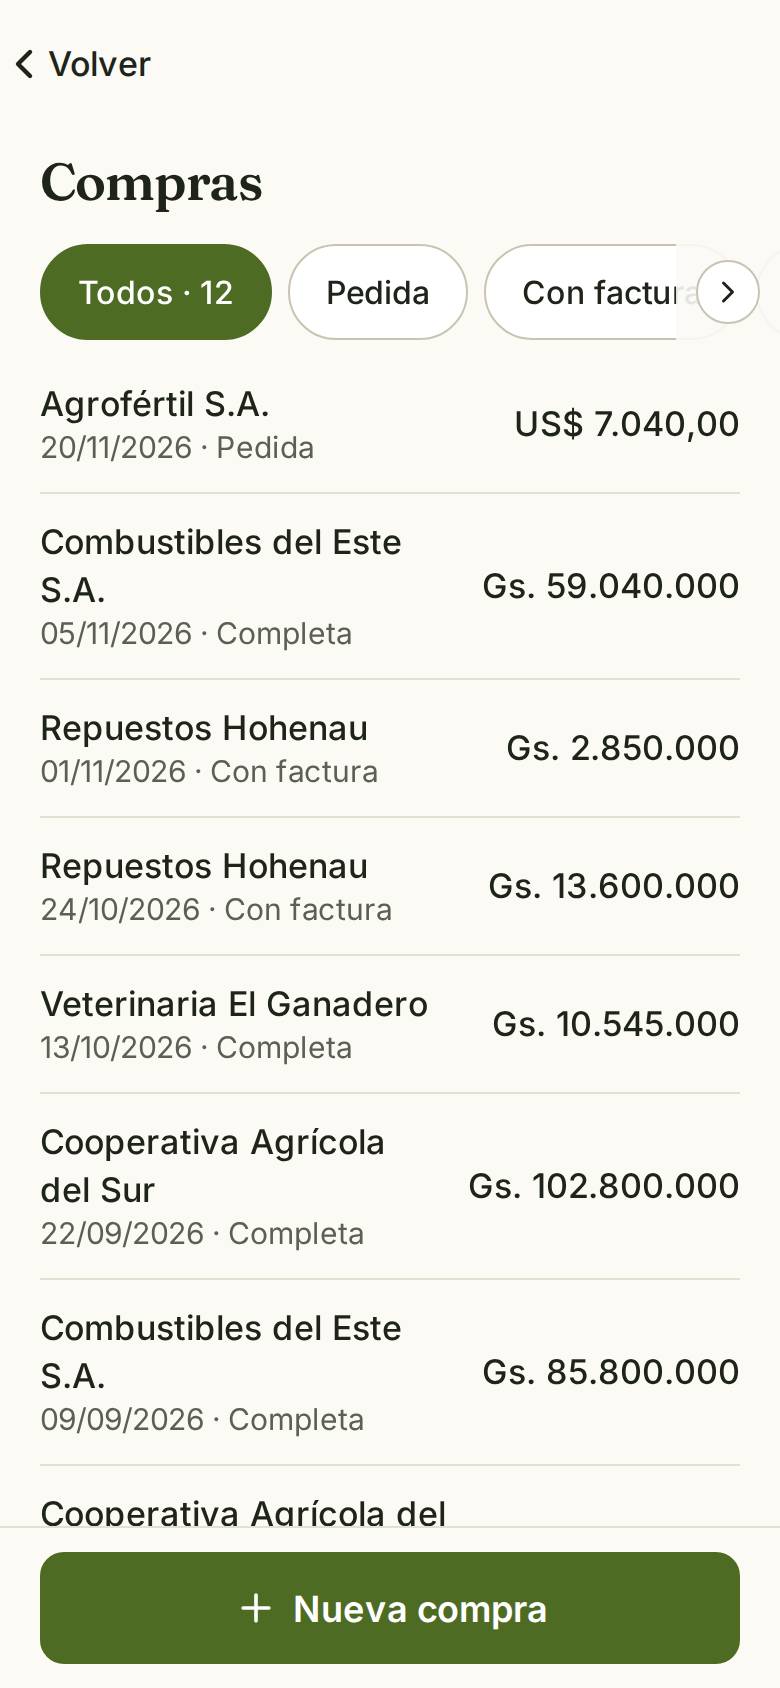 Volver
Compras
Todos · 12
Pedida
Con factura
Agrofértil S.A.
20/11/2026 · Pedida
US$ 7.040,00
Combustibles del Este
S.A.
05/11/2026 · Completa
Gs. 59.040.000
Repuestos Hohenau
01/11/2026 · Con factura
Gs. 2.850.000
Repuestos Hohenau
24/10/2026 · Con factura
Gs. 13.600.000
Veterinaria El Ganadero
13/10/2026 · Completa
Gs. 10.545.000
Cooperativa Agrícola
del Sur
22/09/2026 · Completa
Gs. 102.800.000
Combustibles del Este
S.A.
09/09/2026 · Completa
Gs. 85.800.000
Cooperativa Agrícola del
+ Nueva compra